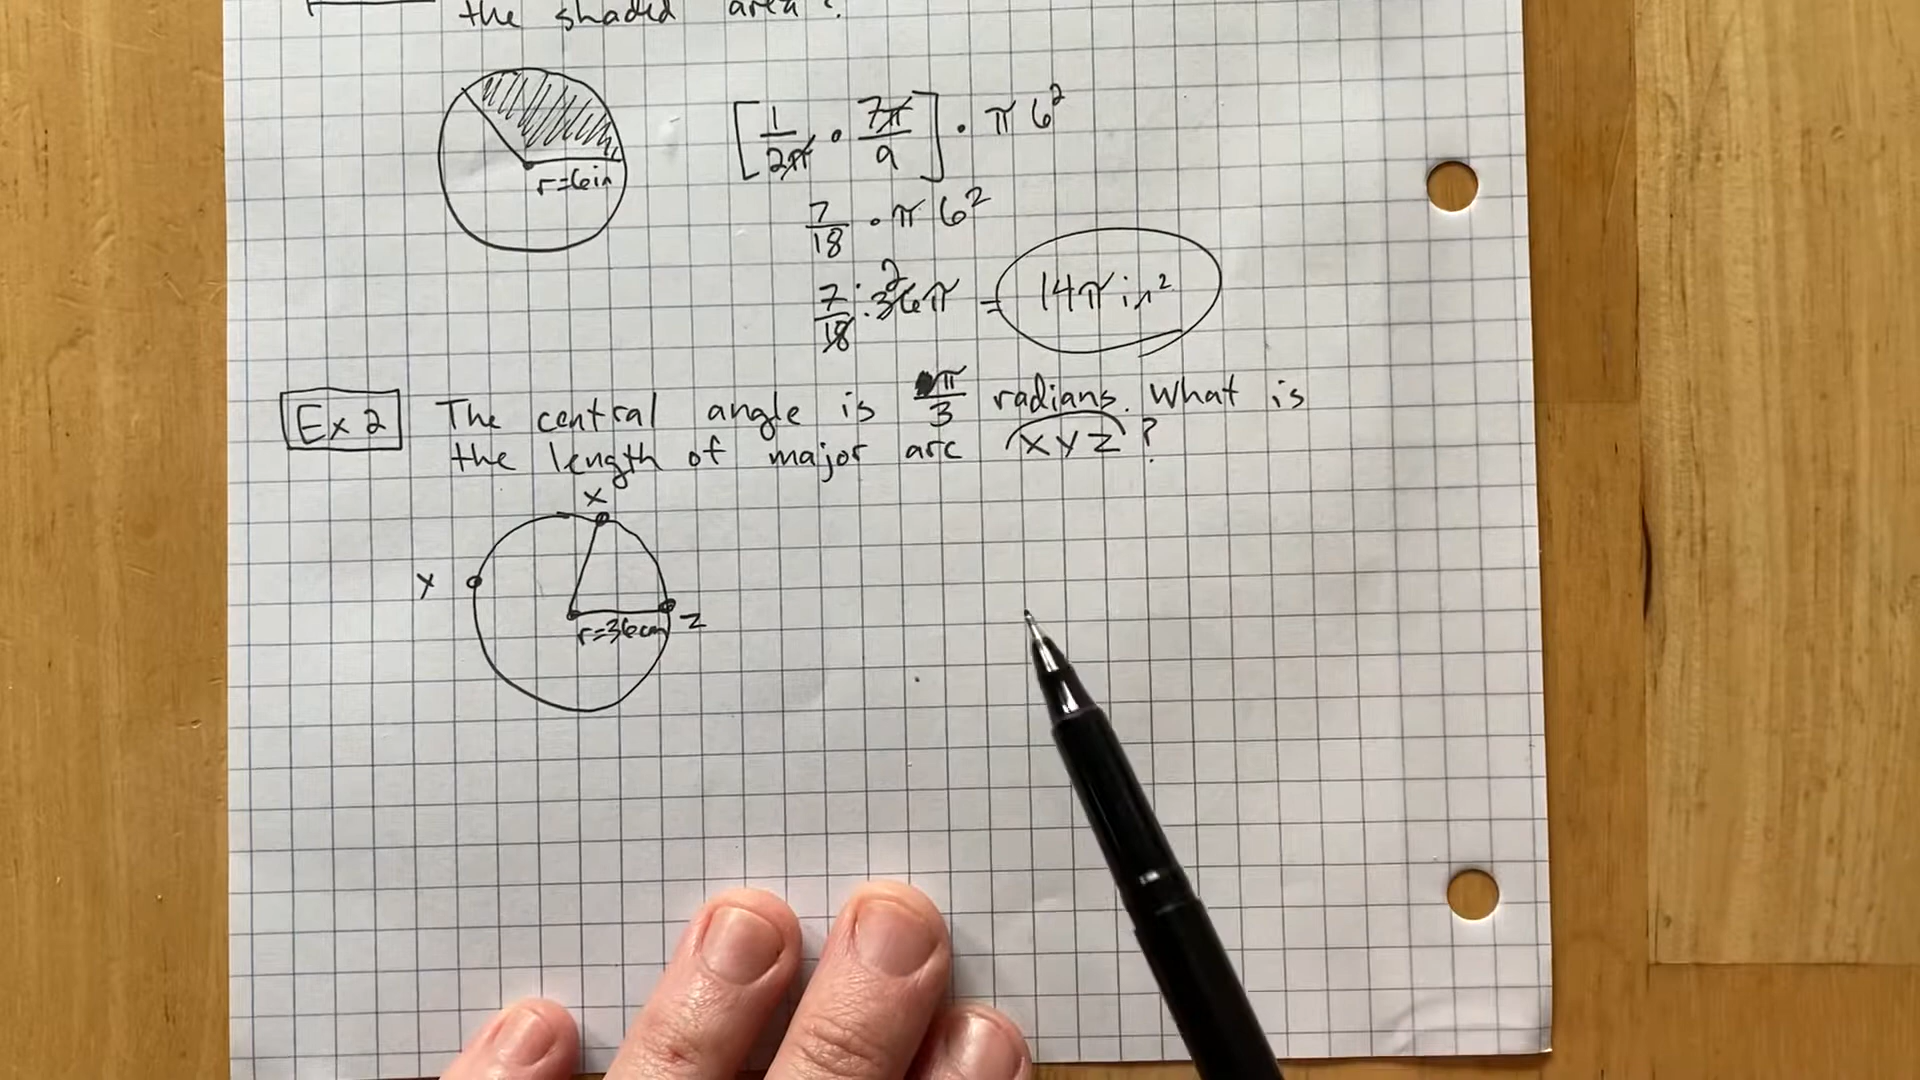 the shaded area?
r=6in
[1/2π · 7π/9] · π 6²
7/18 · π 6²
7/18 · 36π 2 = 14π in²
Ex 2 The central angle is π/3 radians. What is
the length of major arc XYZ?
X
Y
r=36cm Z